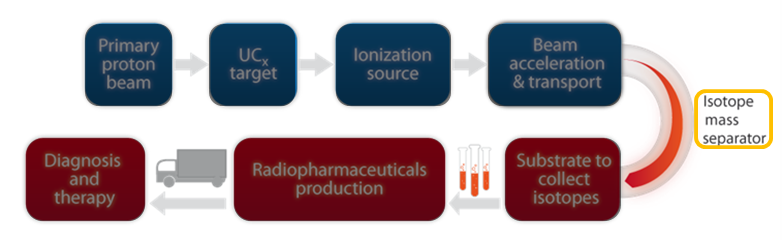 Primary
proton
beam
UCx
target
Ionization
source
Beam
acceleration
& transport
Isotope
mass
separator
Substrate to
collect
isotopes
Radiopharmaceuticals
production
Diagnosis
and
therapy